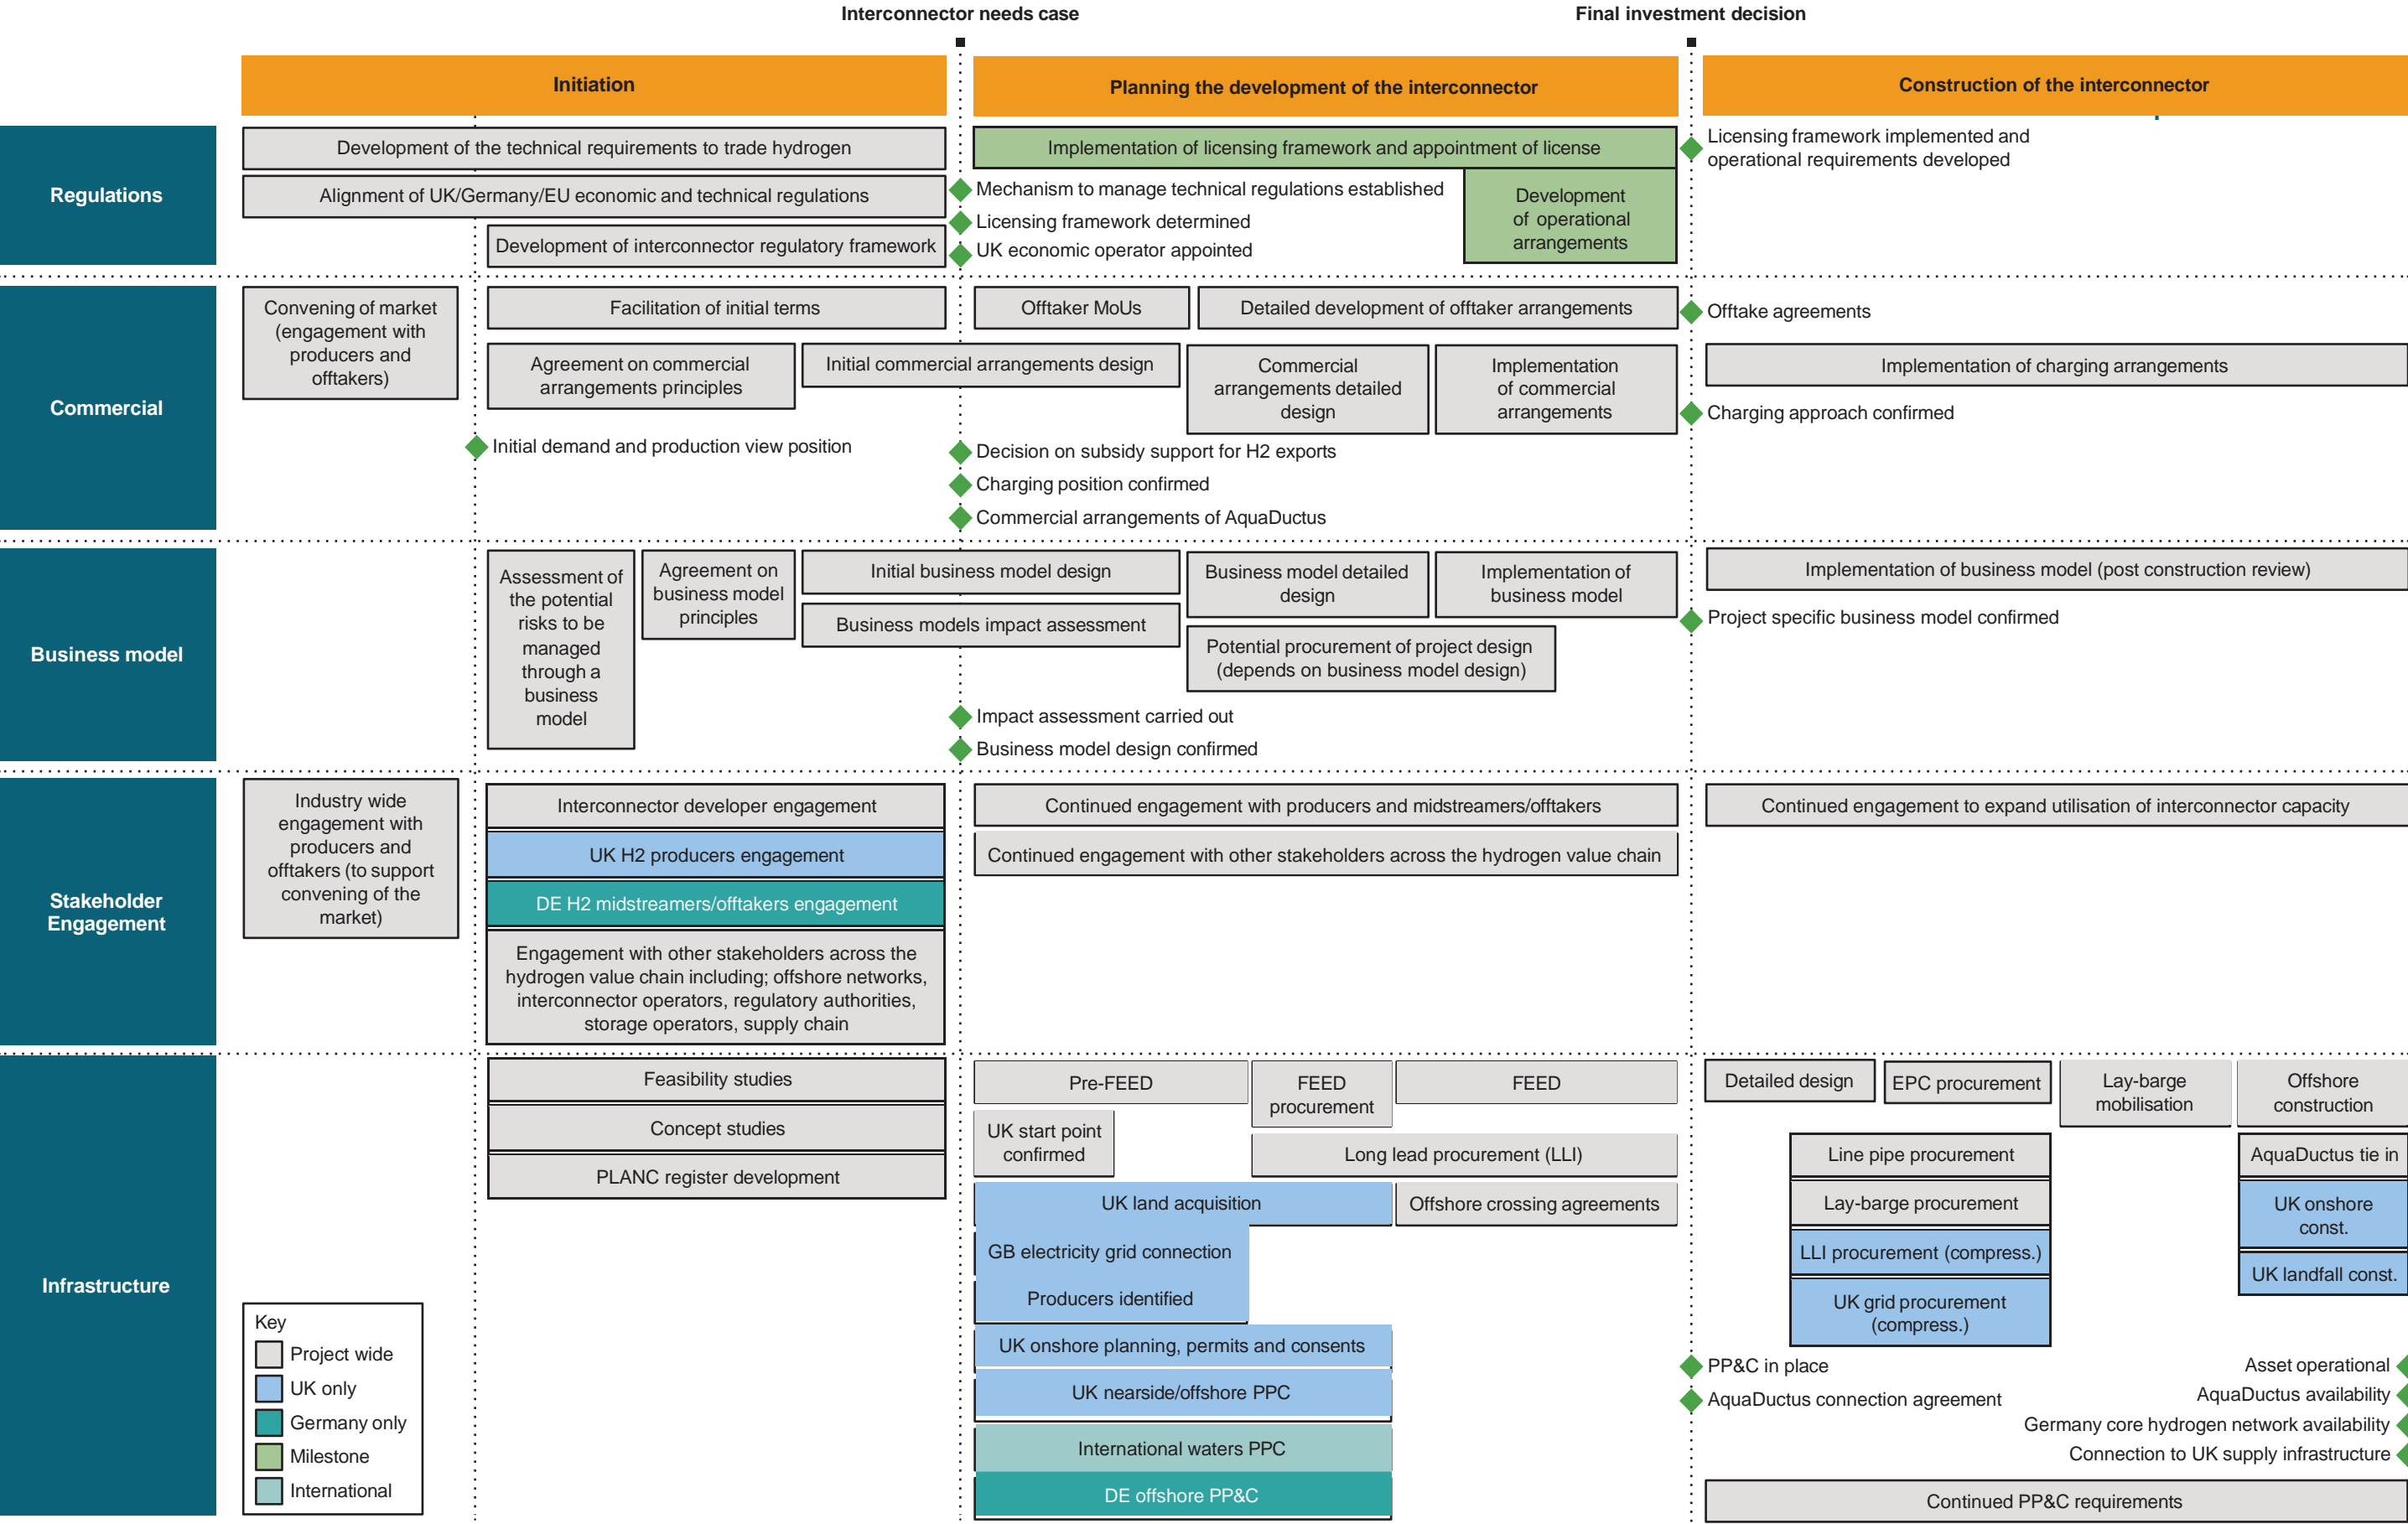 Interconnector needs case
Final investment decision
Initiation
Planning the development of the interconnector
Construction of the interconnector
Regulations
Development of the technical requirements to trade hydrogen
Alignment of UK/Germany/EU economic and technical regulations
Development of interconnector regulatory framework
Implementation of licensing framework and appointment of license
Mechanism to manage technical regulations established
Licensing framework determined
UK economic operator appointed
Development
of operational
arrangements
Licensing framework implemented and
operational requirements developed
Commercial
Convening of market
(engagement with
producers and
offtakers)
Facilitation of initial terms
Agreement on commercial
arrangements principles
Initial commercial arrangements design
Initial demand and production view position
Offtaker MoUs
Detailed development of offtaker arrangements
Commercial
arrangements detailed
design
Implementation
of commercial
arrangements
Decision on subsidy support for H2 exports
Charging position confirmed
Commercial arrangements of AquaDuctus
Offtake agreements
Implementation of charging arrangements
Charging approach confirmed
Business model
Assessment of
the potential
risks to be
managed
through a
business
model
Agreement on
business model
principles
Initial business model design
Business models impact assessment
Business model detailed
design
Implementation of
business model
Potential procurement of project design
(depends on business model design)
Impact assessment carried out
Business model design confirmed
Implementation of business model (post construction review)
Project specific business model confirmed
Stakeholder
Engagement
Industry wide
engagement with
producers and
offtakers (to support
convening of the
market)
Interconnector developer engagement
UK H2 producers engagement
DE H2 midstreamers/offtakers engagement
Engagement with other stakeholders across the
hydrogen value chain including; offshore networks,
interconnector operators, regulatory authorities,
storage operators, supply chain
Continued engagement with producers and midstreamers/offtakers
Continued engagement with other stakeholders across the hydrogen value chain
Continued engagement to expand utilisation of interconnector capacity
Infrastructure
Feasibility studies
Concept studies
PLANC register development
Pre-FEED
FEED
procurement
FEED
UK start point
confirmed
Long lead procurement (LLI)
UK land acquisition
Offshore crossing agreements
GB electricity grid connection
Producers identified
UK onshore planning, permits and consents
UK nearside/offshore PPC
International waters PPC
DE offshore PP&C
Detailed design
EPC procurement
Lay-barge
mobilisation
Offshore
construction
Line pipe procurement
Lay-barge procurement
LLI procurement (compress.)
UK grid procurement
(compress.)
AquaDuctus tie in
UK onshore
const.
UK landfall const.
PP&C in place
AquaDuctus connection agreement
Asset operational
AquaDuctus availability
Germany core hydrogen network availability
Connection to UK supply infrastructure
Continued PP&C requirements
Key
Project wide
UK only
Germany only
Milestone
International